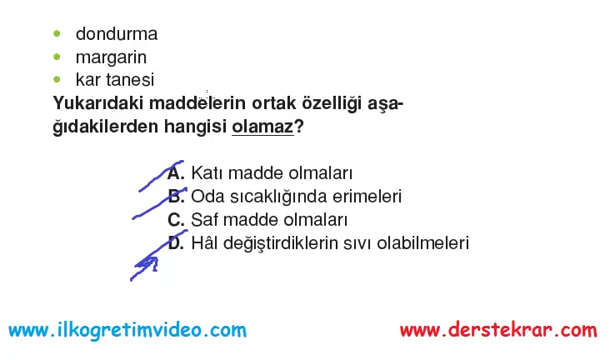 • dondurma
• margarin
• kar tanesi
Yukarıdaki maddelerin ortak özelliği aşa-
ğıdakilerden hangisi olamaz?
A. Katı madde olmaları
B. Oda sıcaklığında erimeleri
C. Saf madde olmaları
D. Hâl değiştirdiklerin sıvı olabilmeleri
www.ilkogretimvideo.com
www.derstekrar.com